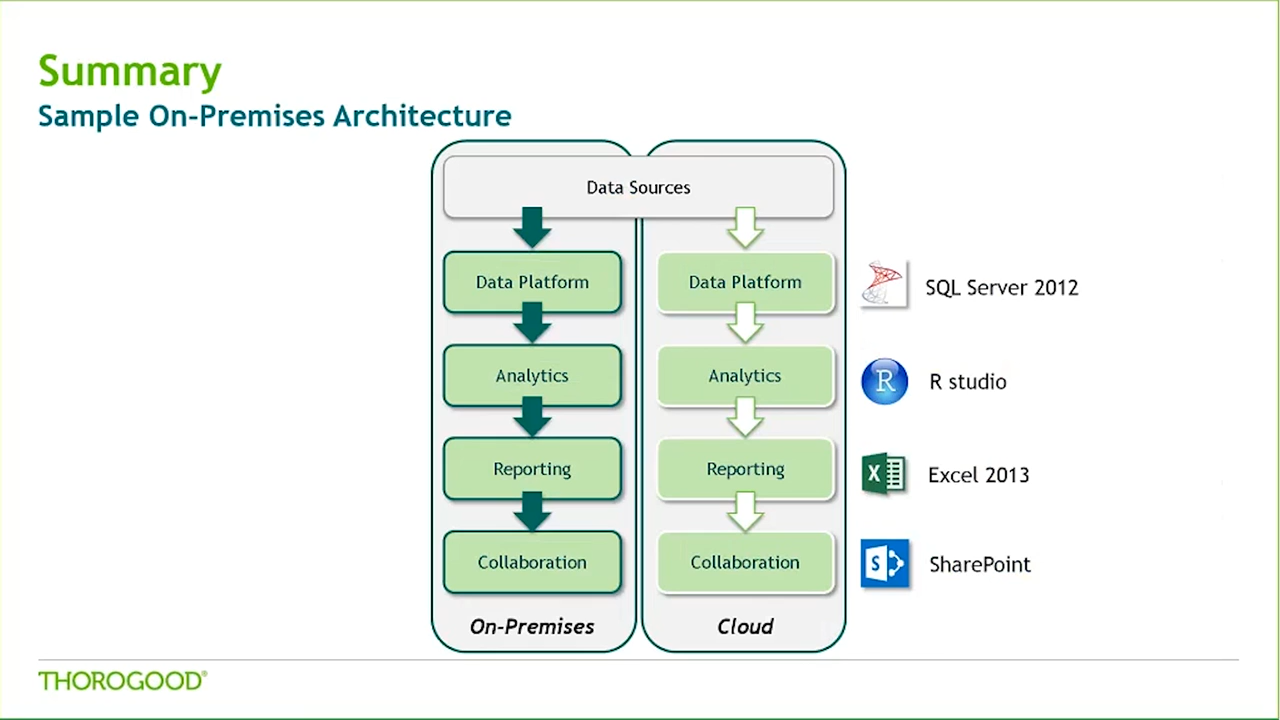 Summary
Sample On-Premises Architecture
Data Sources
Data Platform
Data Platform
SQL Server 2012
Analytics
Analytics
R
R studio
Reporting
Reporting
X
Excel 2013
Collaboration
Collaboration
S
SharePoint
On-Premises
Cloud
THOROGOOD®